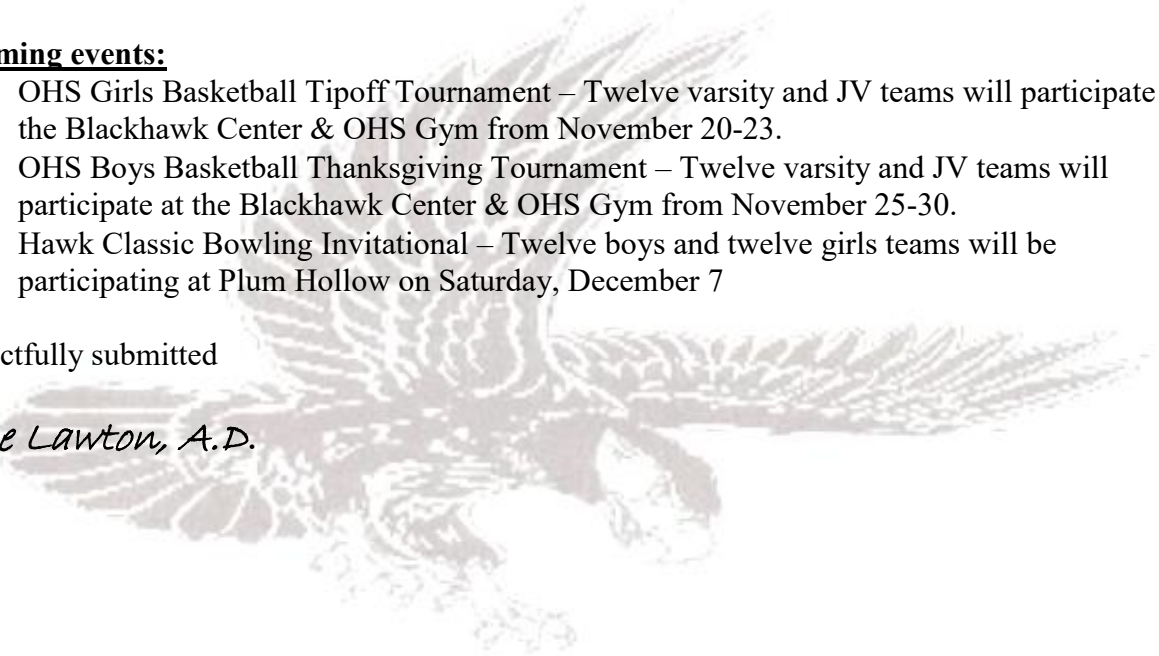 ming events:
OHS Girls Basketball Tipoff Tournament – Twelve varsity and JV teams will participate
the Blackhawk Center & OHS Gym from November 20-23.
OHS Boys Basketball Thanksgiving Tournament – Twelve varsity and JV teams will
participate at the Blackhawk Center & OHS Gym from November 25-30.
Hawk Classic Bowling Invitational – Twelve boys and twelve girls teams will be
participating at Plum Hollow on Saturday, December 7
ctfully submitted
e Lawton, A.D.